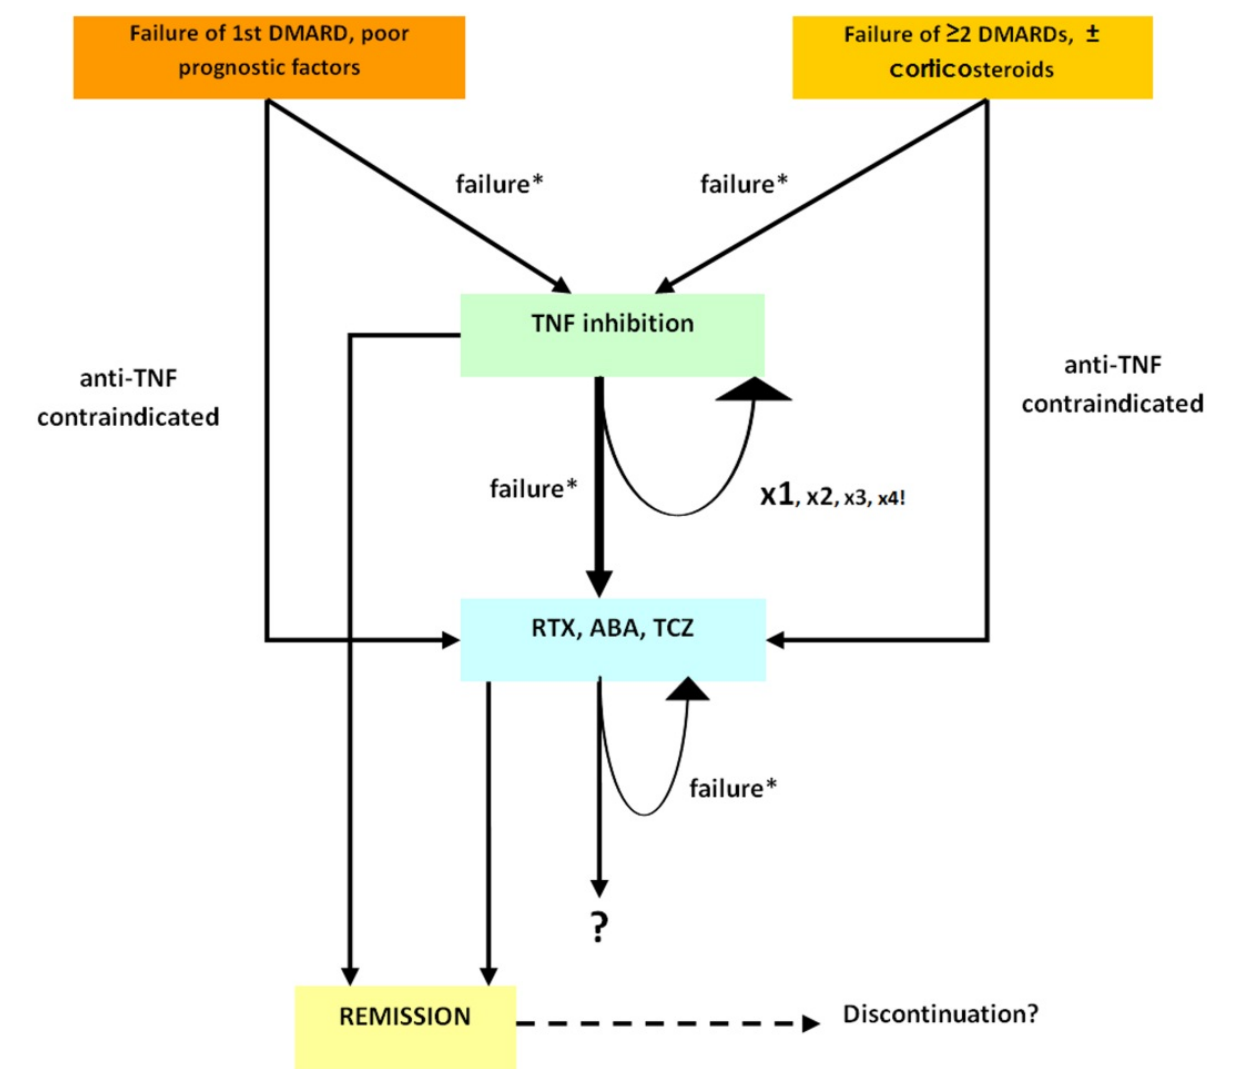 Failure of 1st DMARD, poor
prognostic factors
Failure of ≥2 DMARDs, ±
corticosteroids
failure*
failure*
TNF inhibition
anti-TNF
contraindicated
anti-TNF
contraindicated
failure*
x1, x2, x3, x4!
RTX, ABA, TCZ
failure*
?
REMISSION
Discontinuation?